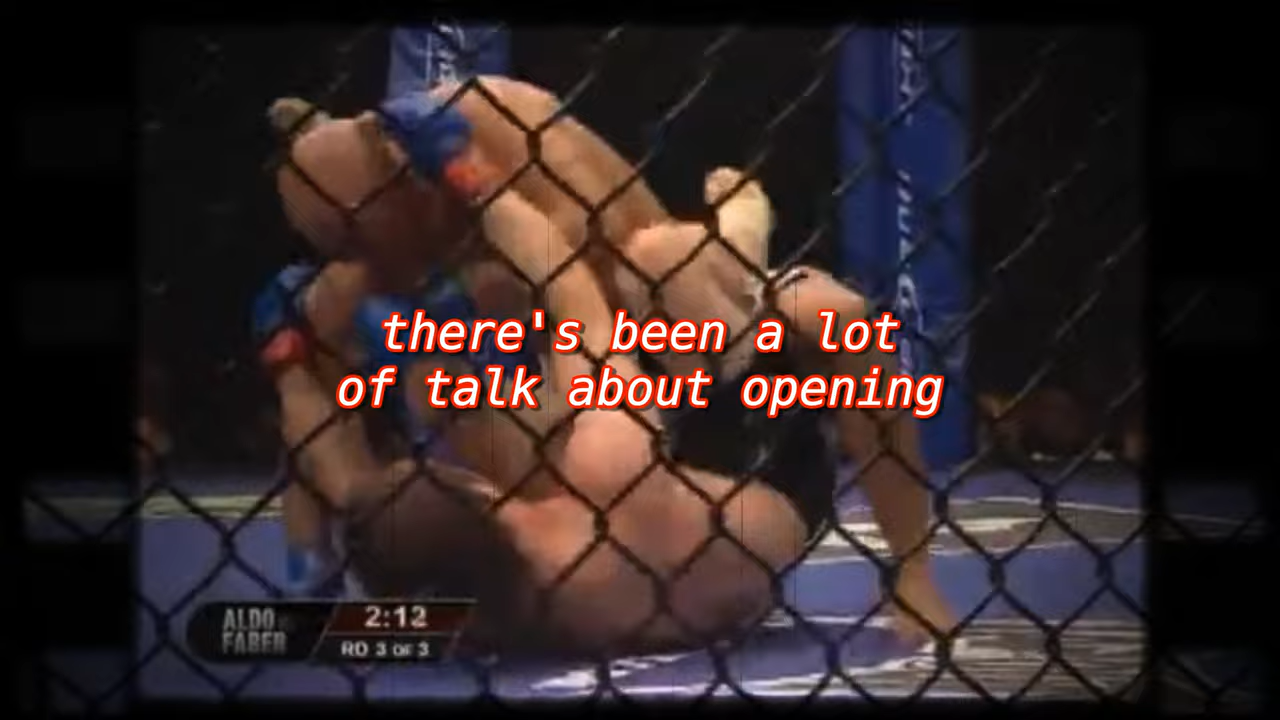 there's been a lot
of talk about opening
ALDO
FABER
2:12
RD 3 OF 3